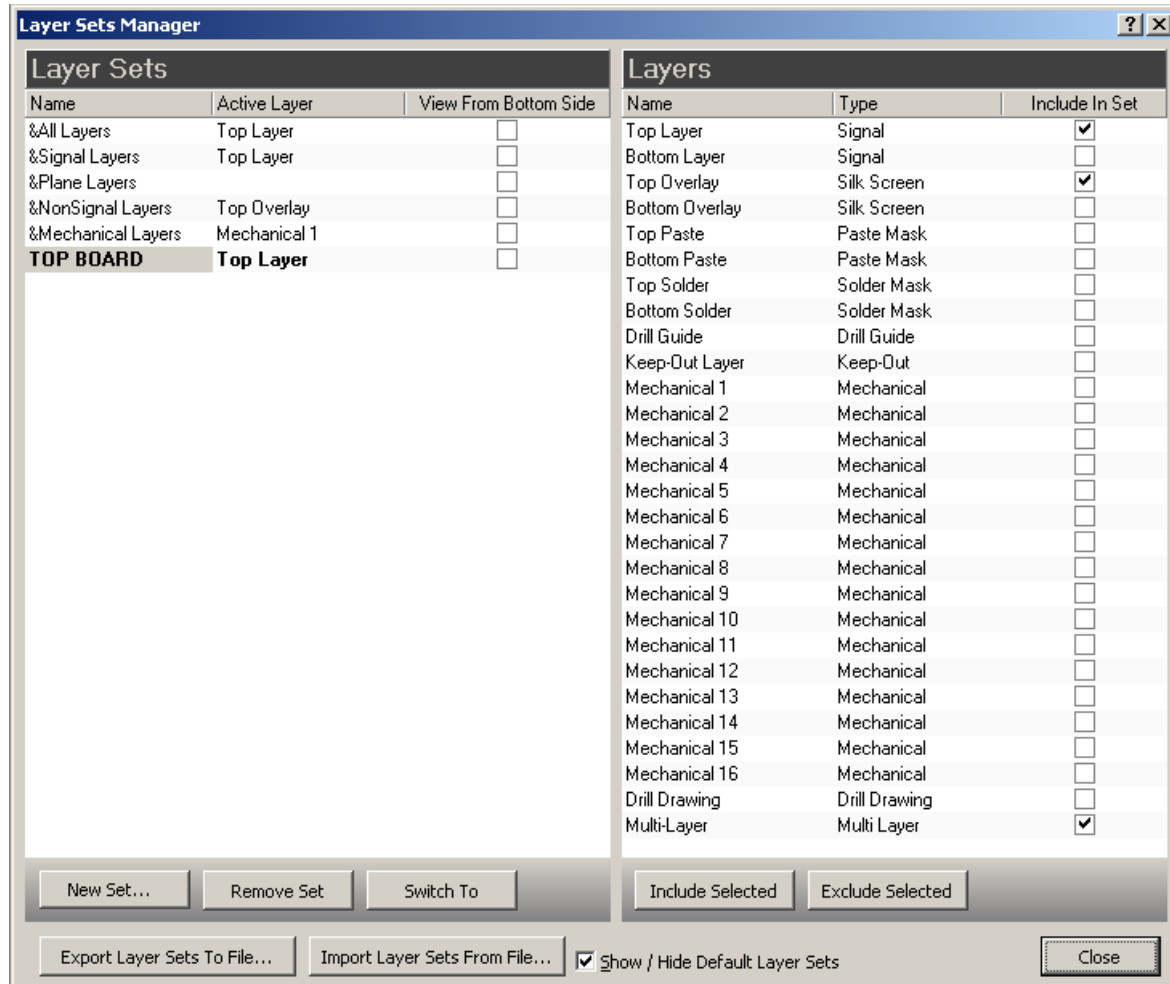 Layer Sets Manager
Layer Sets
Name Active Layer View From Bottom Side
&All Layers Top Layer
&Signal Layers Top Layer
&Plane Layers
&NonSignal Layers Top Overlay
&Mechanical Layers Mechanical 1
TOP BOARD Top Layer
New Set... Remove Set Switch To
Layers
Name Type Include In Set
Top Layer Signal
Bottom Layer Signal
Top Overlay Silk Screen
Bottom Overlay Silk Screen
Top Paste Paste Mask
Bottom Paste Paste Mask
Top Solder Solder Mask
Bottom Solder Solder Mask
Drill Guide Drill Guide
Keep-Out Layer Keep-Out
Mechanical 1 Mechanical
Mechanical 2 Mechanical
Mechanical 3 Mechanical
Mechanical 4 Mechanical
Mechanical 5 Mechanical
Mechanical 6 Mechanical
Mechanical 7 Mechanical
Mechanical 8 Mechanical
Mechanical 9 Mechanical
Mechanical 10 Mechanical
Mechanical 11 Mechanical
Mechanical 12 Mechanical
Mechanical 13 Mechanical
Mechanical 14 Mechanical
Mechanical 15 Mechanical
Mechanical 16 Mechanical
Drill Drawing Drill Drawing
Multi-Layer Multi Layer
Include Selected Exclude Selected
Export Layer Sets To File... Import Layer Sets From File... Show / Hide Default Layer Sets Close